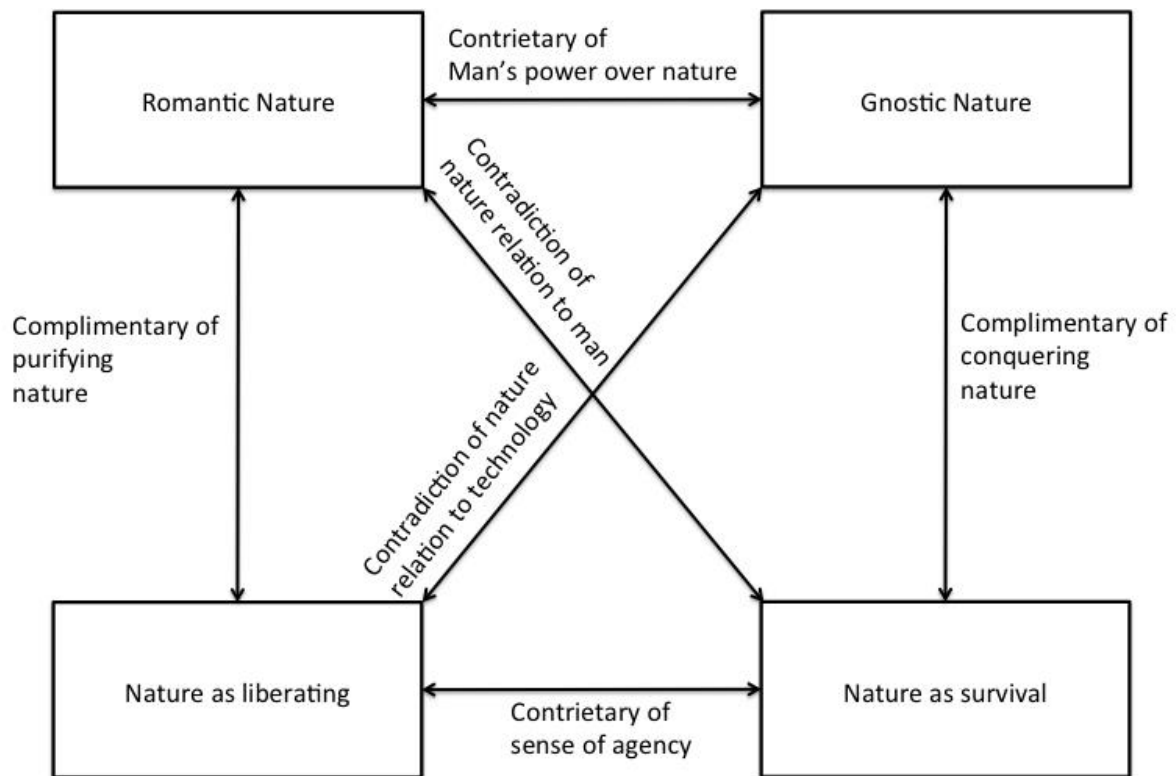 Contrietary of
Man’s power over nature
Romantic Nature
Gnostic Nature
Contradiction of
nature relation to man
Complimentary of
purifying
nature
Complimentary of
conquering
nature
Contradiction of nature
relation to technology
Nature as liberating
Nature as survival
Contrietary of
sense of agency